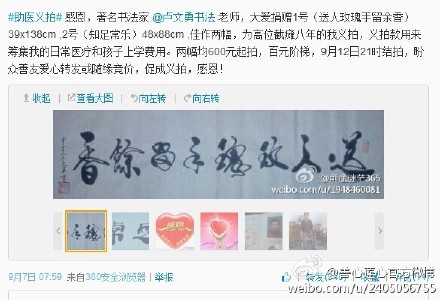 #助医义拍# 感恩，著名书法家 @卢文勇书法 老师，大爱捐赠1号（送人玫瑰手留余香）
39x138cm ,2号（知足常乐）48x88cm ,佳作两幅，为高位截瘫八年的我义拍，义拍款用来
筹集我的日常医疗和孩子上学费用。两幅均600元起拍，百元阶梯，9月12日21时结拍，盼
众善友爱心转发或随缘竞价，促成义拍，感恩！
收起 查看大图 向左转 向右转
香餘留手瑰玫人送
weibo.com/u/1948460081
9月7日 07:59 来自360安全浏览器 举报
weibo.com/u/2405056755